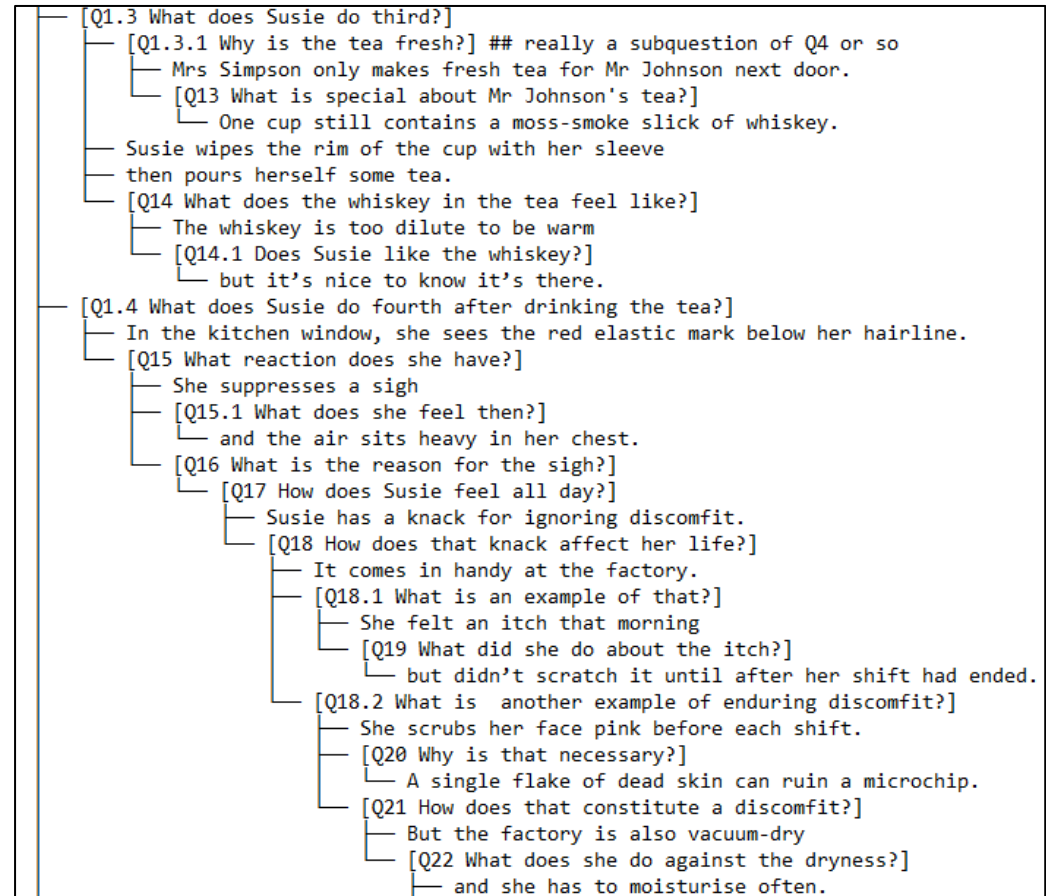 [Q1.3 What does Susie do third?]
[Q1.3.1 Why is the tea fresh?] ## really a subquestion of Q4 or so
Mrs Simpson only makes fresh tea for Mr Johnson next door.
[Q13 What is special about Mr Johnson's tea?]
One cup still contains a moss-smoke slick of whiskey.
Susie wipes the rim of the cup with her sleeve
then pours herself some tea.
[Q14 What does the whiskey in the tea feel like?]
The whiskey is too dilute to be warm
[Q14.1 Does Susie like the whiskey?]
but it’s nice to know it’s there.
[Q1.4 What does Susie do fourth after drinking the tea?]
In the kitchen window, she sees the red elastic mark below her hairline.
[Q15 What reaction does she have?]
She suppresses a sigh
[Q15.1 What does she feel then?]
and the air sits heavy in her chest.
[Q16 What is the reason for the sigh?]
[Q17 How does Susie feel all day?]
Susie has a knack for ignoring discomfit.
[Q18 How does that knack affect her life?]
It comes in handy at the factory.
[Q18.1 What is an example of that?]
She felt an itch that morning
[Q19 What did she do about the itch?]
but didn’t scratch it until after her shift had ended.
[Q18.2 What is  another example of enduring discomfit?]
She scrubs her face pink before each shift.
[Q20 Why is that necessary?]
A single flake of dead skin can ruin a microchip.
[Q21 How does that constitute a discomfit?]
But the factory is also vacuum-dry
[Q22 What does she do against the dryness?]
and she has to moisturise often.